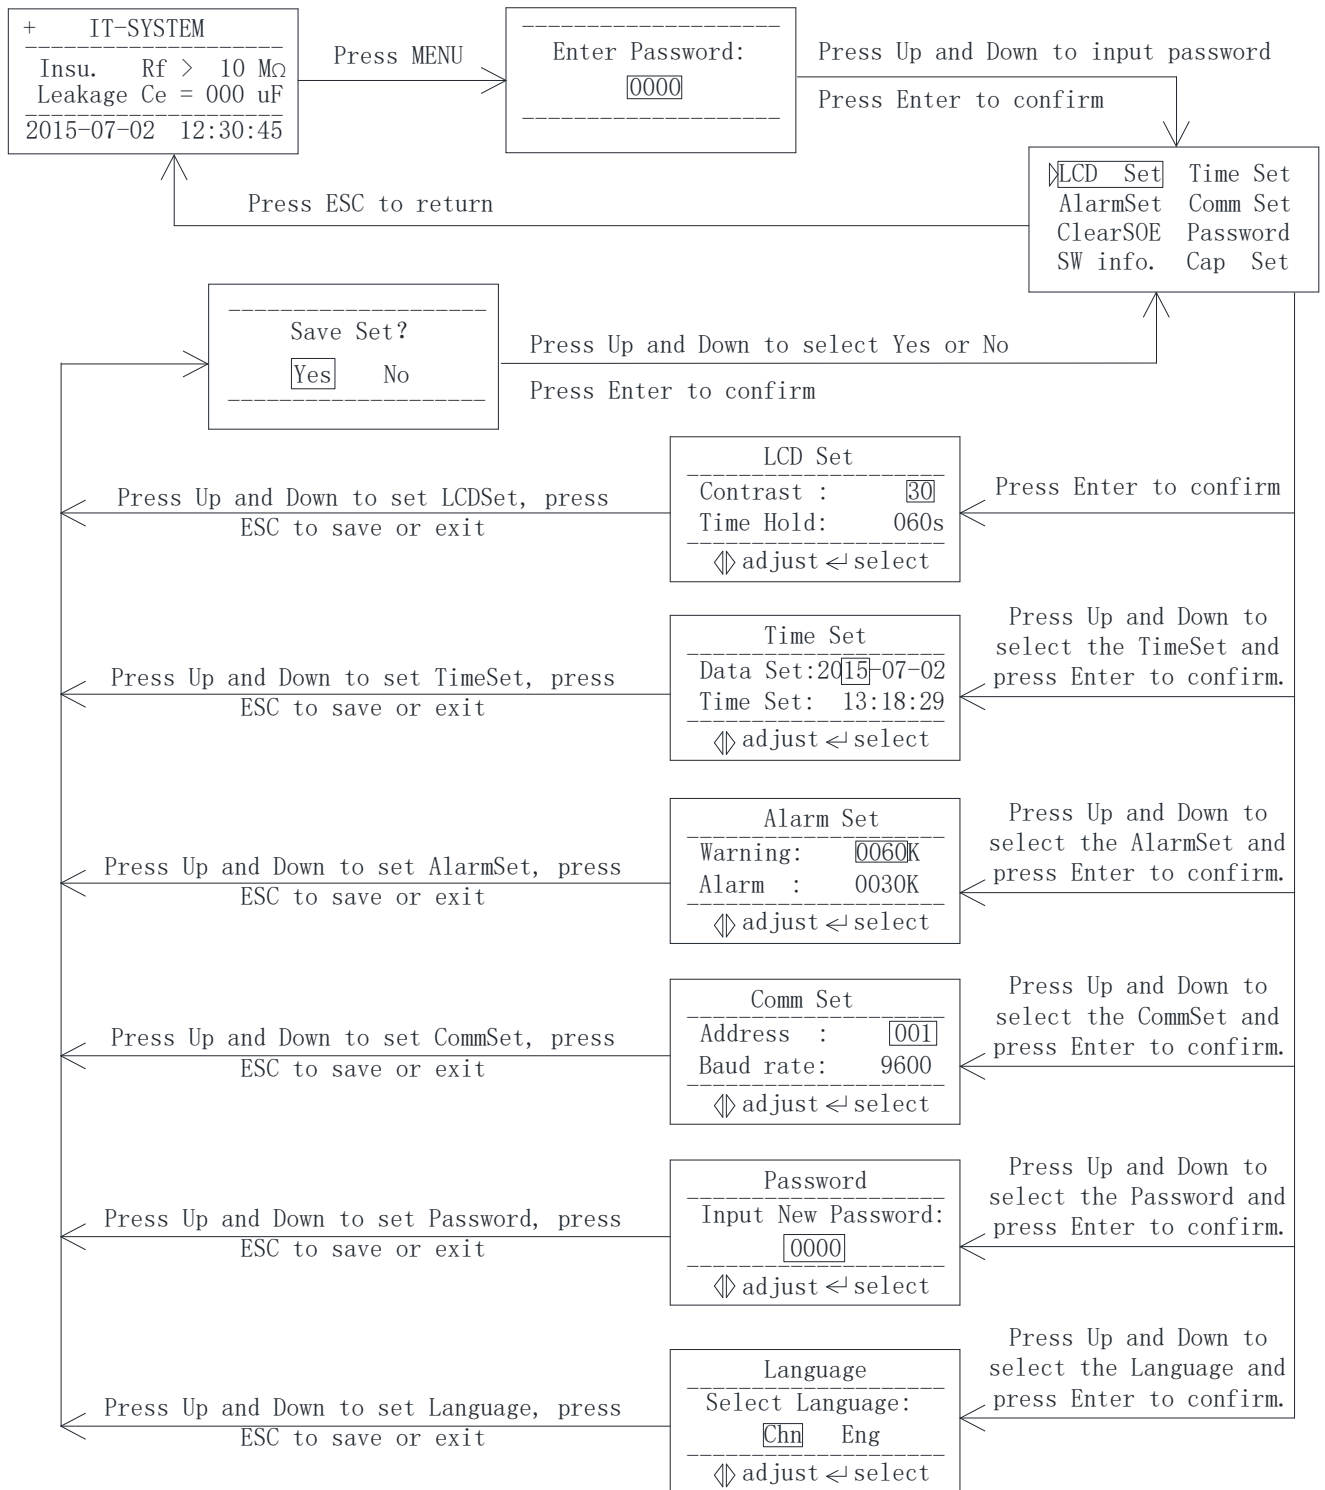 + IT-SYSTEM
Insu. Rf > 10 MΩ
Leakage Ce = 000 uF
2015-07-02 12:30:45
Press MENU
Enter Password:
0000
Press Up and Down to input password
Press Enter to confirm
LCD Set Time Set
AlarmSet Comm Set
ClearSOE Password
SW info. Cap Set
Press ESC to return
Save Set?
Yes No
Press Up and Down to select Yes or No
Press Enter to confirm
LCD Set
Contrast : 30
Time Hold: 060s
adjust select
Press Enter to confirm
Press Up and Down to set LCDSet, press
ESC to save or exit
Time Set
Data Set:2015-07-02
Time Set: 13:18:29
adjust select
Press Up and Down to
select the TimeSet and
press Enter to confirm.
Press Up and Down to set TimeSet, press
ESC to save or exit
Alarm Set
Warning: 0060K
Alarm : 0030K
adjust select
Press Up and Down to
select the AlarmSet and
press Enter to confirm.
Press Up and Down to set AlarmSet, press
ESC to save or exit
Comm Set
Address : 001
Baud rate: 9600
adjust select
Press Up and Down to
select the CommSet and
press Enter to confirm.
Press Up and Down to set CommSet, press
ESC to save or exit
Password
Input New Password:
0000
adjust select
Press Up and Down to
select the Password and
press Enter to confirm.
Press Up and Down to set Password, press
ESC to save or exit
Language
Select Language:
Chn Eng
adjust select
Press Up and Down to
select the Language and
press Enter to confirm.
Press Up and Down to set Language, press
ESC to save or exit